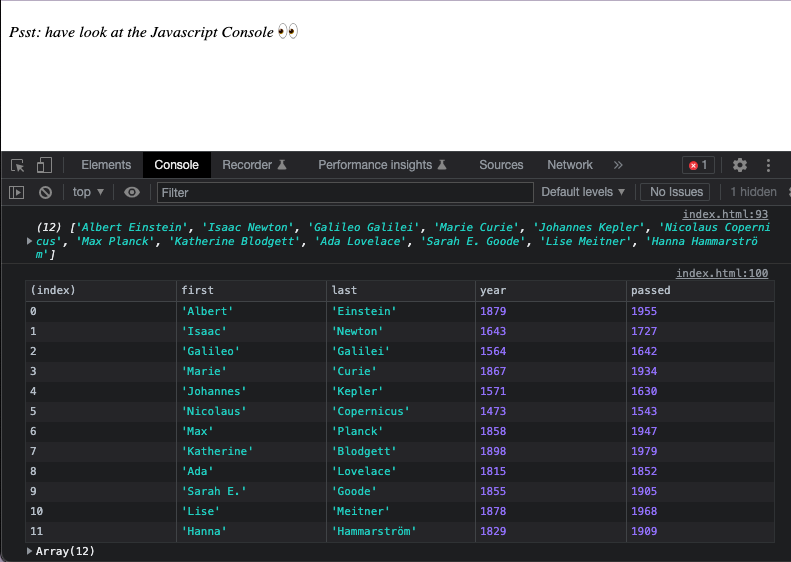 Psst: have look at the Javascript Console 👀
Elements Console Recorder Performance insights Sources Network » 1
top ▼ Filter Default levels ▼ No Issues 1 hidden
index.html:93
(12) ['Albert Einstein', 'Isaac Newton', 'Galileo Galilei', 'Marie Curie', 'Johannes Kepler', 'Nicolaus Coperni
cus', 'Max Planck', 'Katherine Blodgett', 'Ada Lovelace', 'Sarah E. Goode', 'Lise Meitner', 'Hanna Hammarströ
m']
index.html:100
(index) first last year passed
0 'Albert' 'Einstein' 1879 1955
1 'Isaac' 'Newton' 1643 1727
2 'Galileo' 'Galilei' 1564 1642
3 'Marie' 'Curie' 1867 1934
4 'Johannes' 'Kepler' 1571 1630
5 'Nicolaus' 'Copernicus' 1473 1543
6 'Max' 'Planck' 1858 1947
7 'Katherine' 'Blodgett' 1898 1979
8 'Ada' 'Lovelace' 1815 1852
9 'Sarah E.' 'Goode' 1855 1905
10 'Lise' 'Meitner' 1878 1968
11 'Hanna' 'Hammarström' 1829 1909
▶ Array(12)